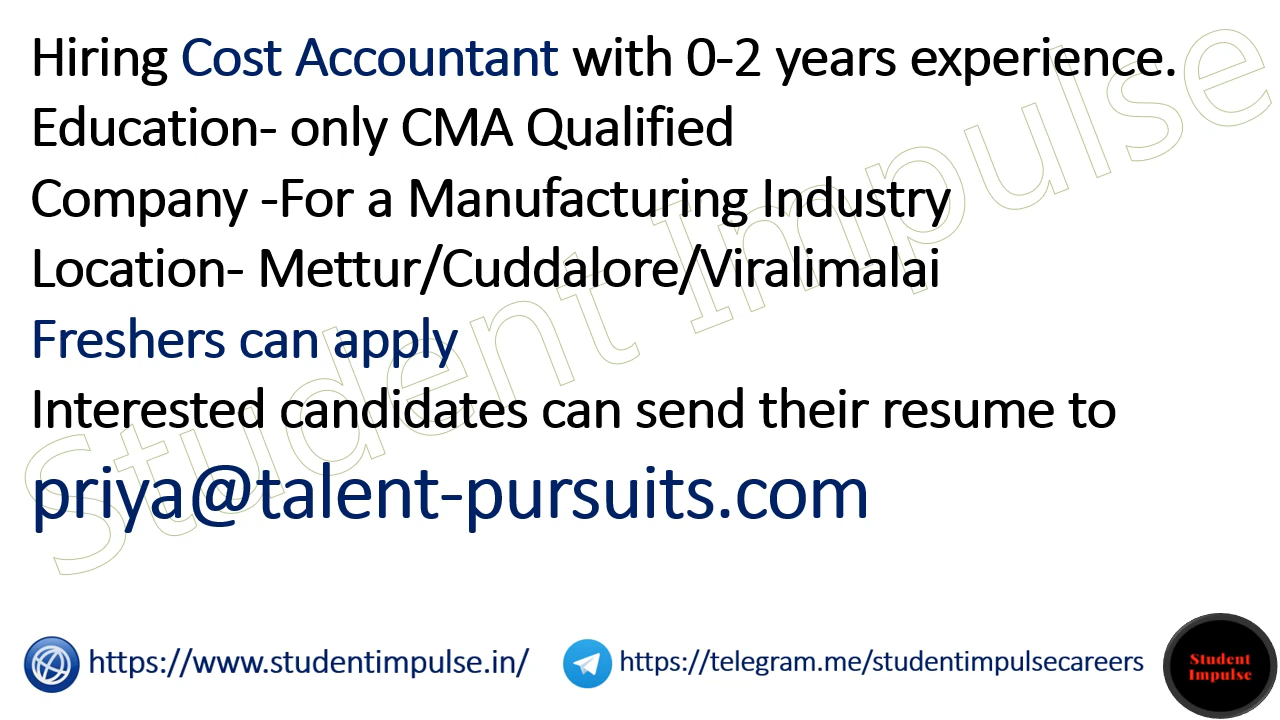 Hiring Cost Accountant with 0-2 years experience.
Education- only CMA Qualified
Company -For a Manufacturing Industry
Location- Mettur/Cuddalore/Viralimalai
Freshers can apply
Interested candidates can send their resume to
priya@talent-pursuits.com
Student Impulse
https://www.studentimpulse.in/
https://telegram.me/studentimpulsecareers
Student
Impulse